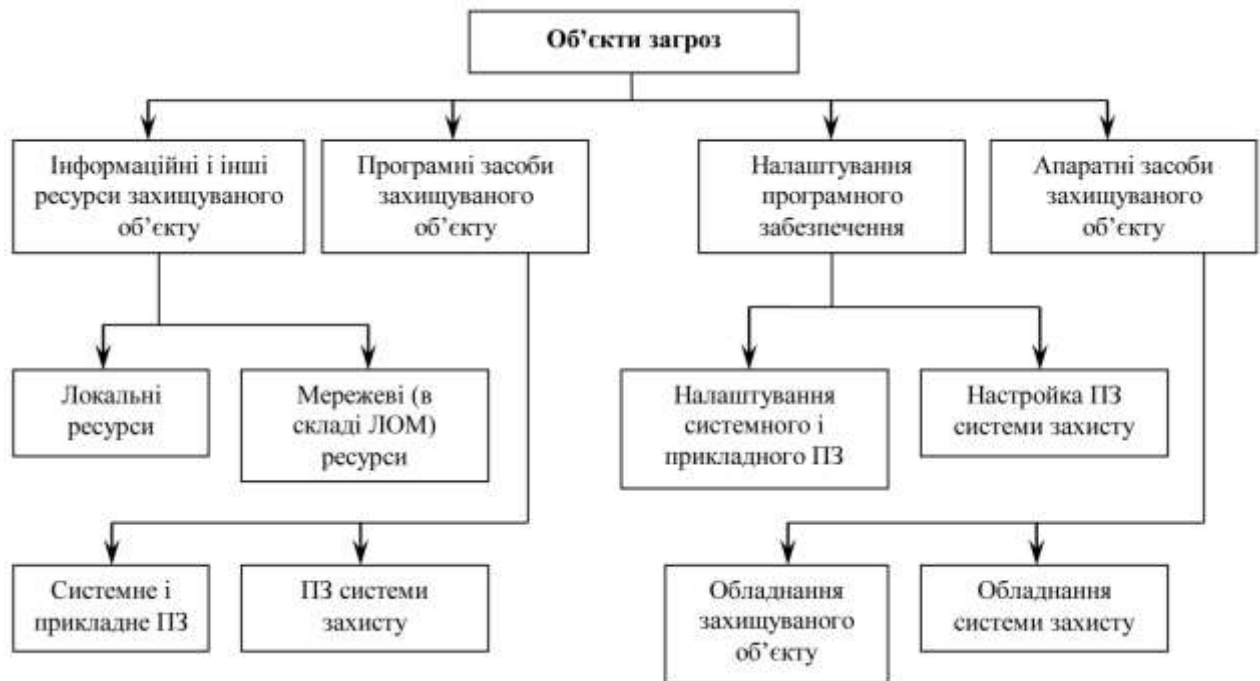 Об’єкти загроз
Інформаційні і інші
ресурси захищуваного
об’єкту
Програмні засоби
захищуваного
об’єкту
Налаштування
програмного
забезпечення
Апаратні засоби
захищуваного
об’єкту
Локальні
ресурси
Мережеві (в
складі ЛОМ)
ресурси
Налаштування
системного і
прикладного ПЗ
Настройка ПЗ
системи захисту
Системне і
прикладне ПЗ
ПЗ системи
захисту
Обладнання
захищуваного
об’єкту
Обладнання
системи захисту